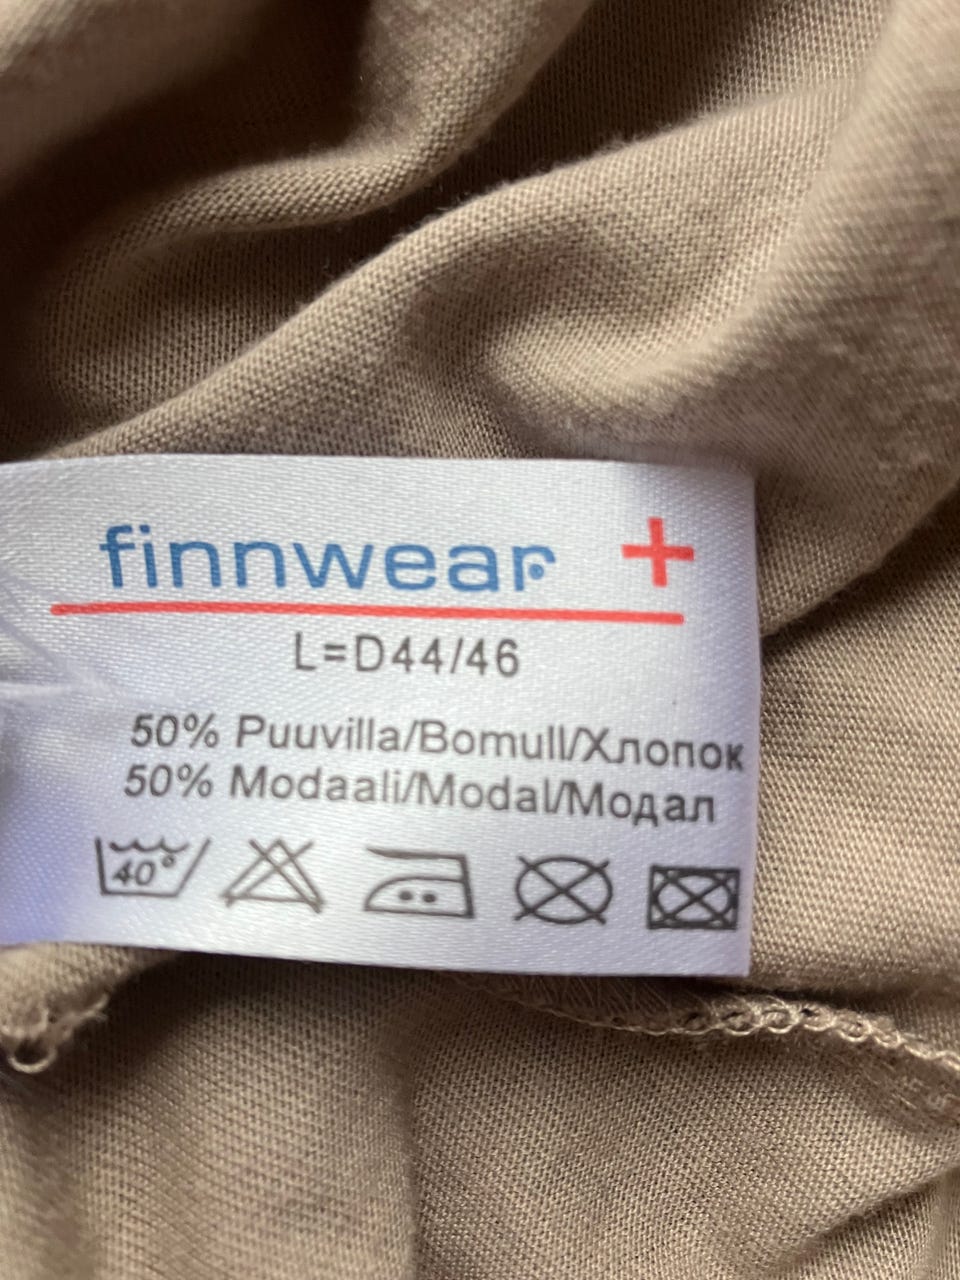 finnwear +
L=D44/46
50% Puuvilla/Bomull/Хлопок
50% Modaali/Modal/Модал
40°